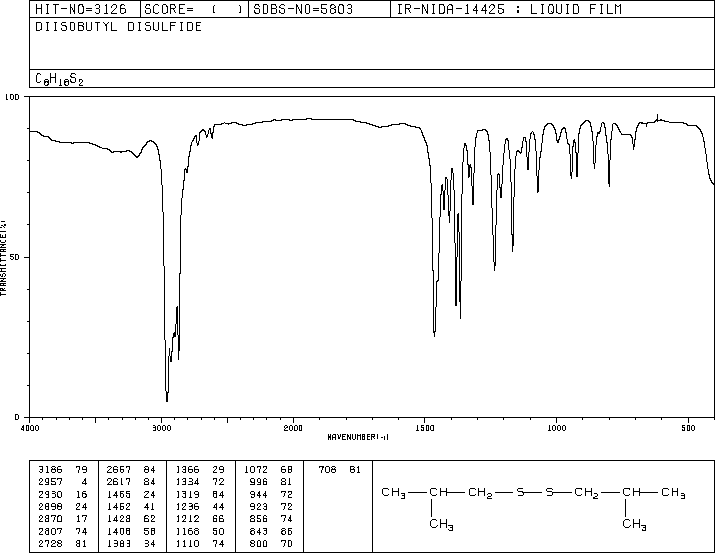 HIT-NO=3126 SCORE= ( ) SDBS-NO=5803 IR-NIDA-14425 : LIQUID FILM
DIISOBUTYL DISULFIDE
C8H18S2
100
50
0
TRANSMITTANCE(%)
4000 3000 2000 1500 1000 500
WAVENUMBER(-1)
3186 79 2667 84 1366 29 1072 68 708 81
2957 4 2617 84 1334 72 996 81
2930 16 1465 24 1319 64 944 72
2898 24 1462 41 1236 44 923 72
2870 17 1428 62 1212 66 856 74
2807 74 1408 58 1168 50 843 86
2728 81 1383 34 1110 74 800 70
CH3 CH CH2 S S CH2 CH CH3
CH3 CH3